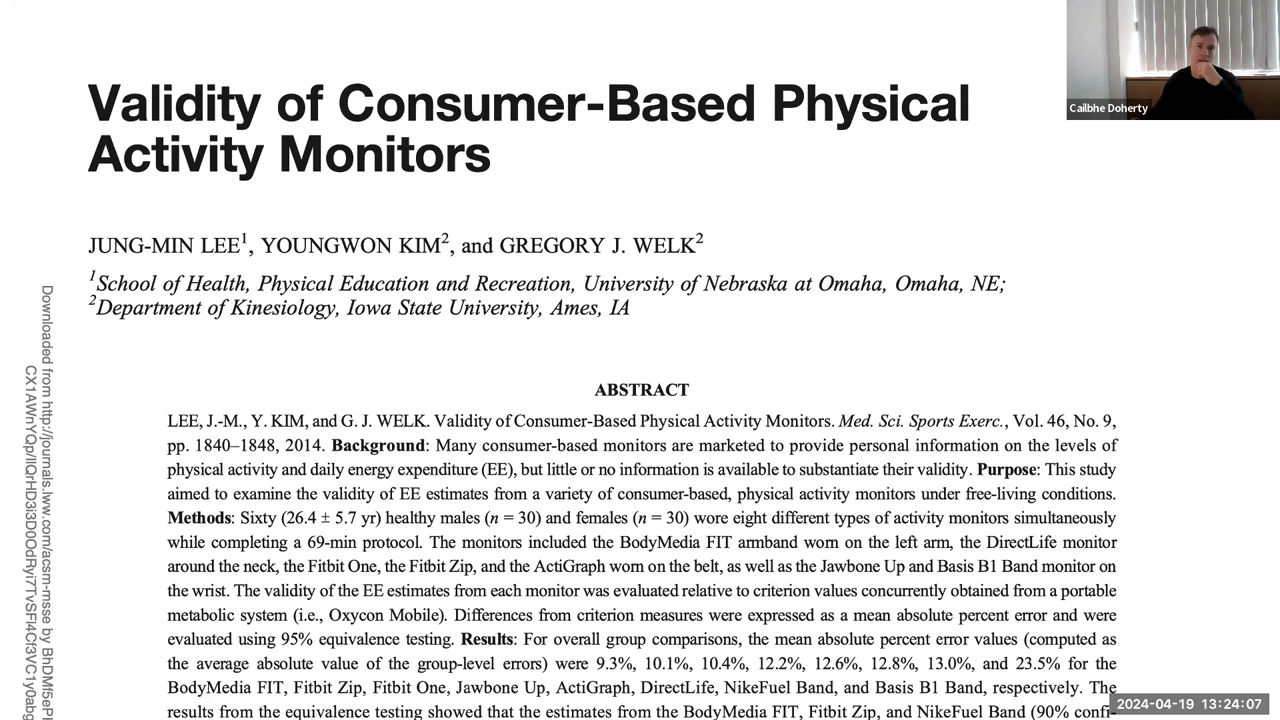 Validity of Consumer-Based Physical
Activity Monitors
Cailbhe Doherty
JUNG-MIN LEE1, YOUNGWON KIM2, and GREGORY J. WELK2
1School of Health, Physical Education and Recreation, University of Nebraska at Omaha, Omaha, NE;
2Department of Kinesiology, Iowa State University, Ames, IA
ABSTRACT
LEE, J.-M., Y. KIM, and G. J. WELK. Validity of Consumer-Based Physical Activity Monitors. Med. Sci. Sports Exerc., Vol. 46, No. 9,
pp. 1840–1848, 2014. Background: Many consumer-based monitors are marketed to provide personal information on the levels of
physical activity and daily energy expenditure (EE), but little or no information is available to substantiate their validity. Purpose: This study
aimed to examine the validity of EE estimates from a variety of consumer-based, physical activity monitors under free-living conditions.
Methods: Sixty (26.4 ± 5.7 yr) healthy males (n = 30) and females (n = 30) wore eight different types of activity monitors simultaneously
while completing a 69-min protocol. The monitors included the BodyMedia FIT armband worn on the left arm, the DirectLife monitor
around the neck, the Fitbit One, the Fitbit Zip, and the ActiGraph worn on the belt, as well as the Jawbone Up and Basis B1 Band monitor on
the wrist. The validity of the EE estimates from each monitor was evaluated relative to criterion values concurrently obtained from a portable
metabolic system (i.e., Oxycon Mobile). Differences from criterion measures were expressed as a mean absolute percent error and were
evaluated using 95% equivalence testing. Results: For overall group comparisons, the mean absolute percent error values (computed as
the average absolute value of the group-level errors) were 9.3%, 10.1%, 10.4%, 12.2%, 12.6%, 12.8%, 13.0%, and 23.5% for the
BodyMedia FIT, Fitbit Zip, Fitbit One, Jawbone Up, ActiGraph, DirectLife, NikeFuel Band, and Basis B1 Band, respectively. The
results from the equivalence testing showed that the estimates from the BodyMedia FIT, Fitbit Zip, and NikeFuel Band (90% confi-
Downloaded from http://journals.lww.com/acsm-msse by
2024-04-19 13:24:07